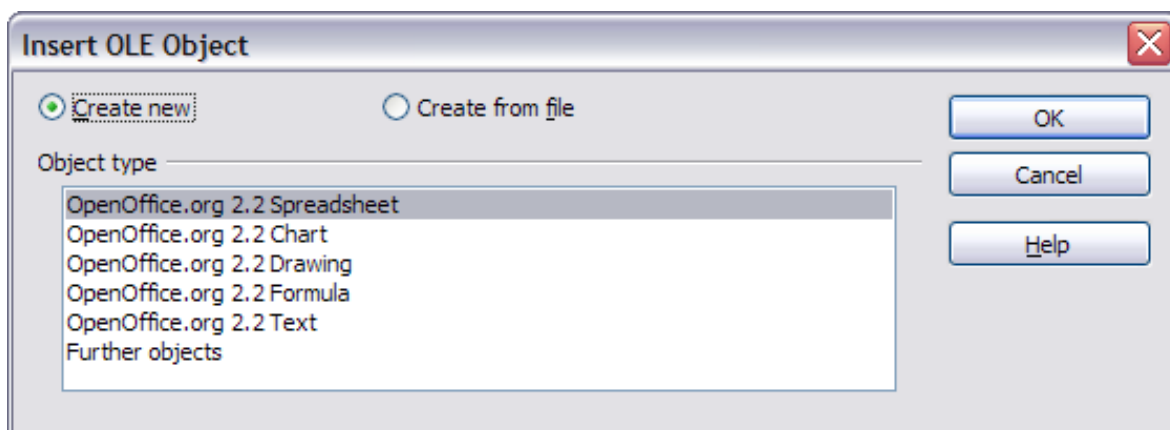 Insert OLE Object
Create new
Create from file
OK
Object type
Cancel
OpenOffice.org 2.2 Spreadsheet
OpenOffice.org 2.2 Chart
OpenOffice.org 2.2 Drawing
OpenOffice.org 2.2 Formula
OpenOffice.org 2.2 Text
Further objects
Help